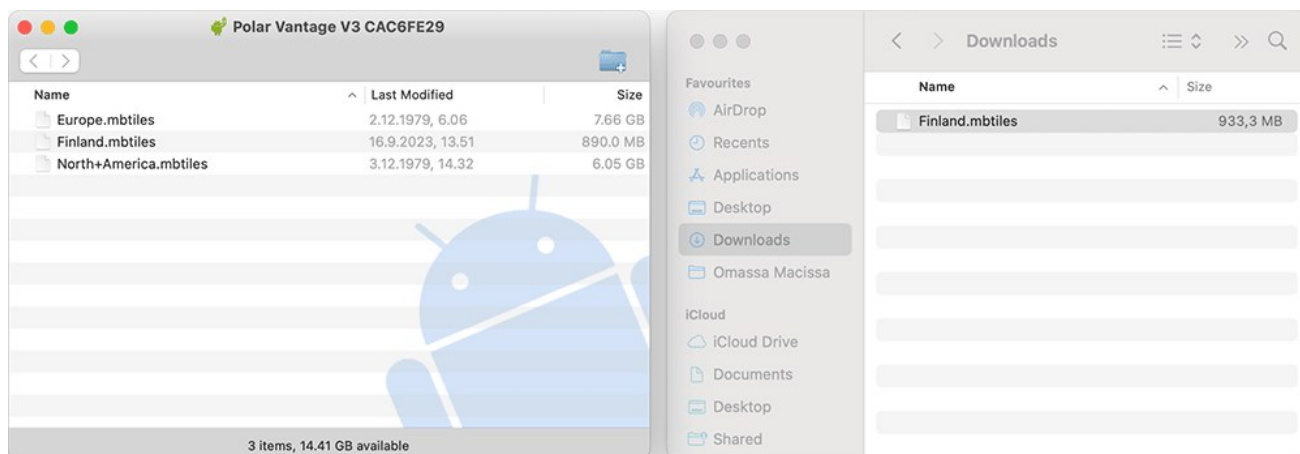 Polar Vantage V3 CAC6FE29
Name Last Modified Size
Europe.mbtiles 2.12.1979, 6.06 7.66 GB
Finland.mbtiles 16.9.2023, 13.51 890.0 MB
North+America.mbtiles 3.12.1979, 14.32 6.05 GB
3 items, 14.41 GB available
Favourites
AirDrop
Recents
Applications
Desktop
Downloads
Omassa Macissa
iCloud
iCloud Drive
Documents
Desktop
Shared
Downloads
Name Size
Finland.mbtiles 933,3 MB